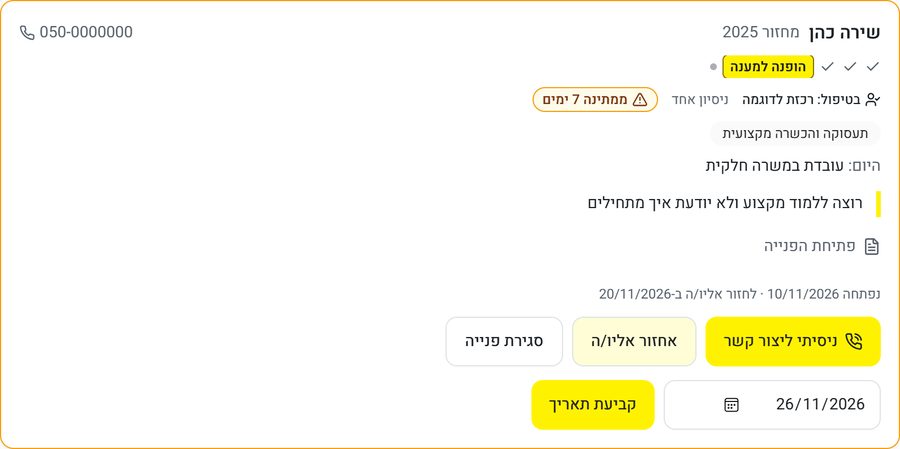 שירה כהן מחזור 2025 050-0000000
הופנה למענה
בטיפול: רכזת לדוגמה ניסיון אחד ממתינה 7 ימים
תעסוקה והכשרה מקצועית
היום: עובדת במשרה חלקית
רוצה ללמוד מקצוע ולא יודעת איך מתחילים
פתיחת הפנייה
נפתחה 10/11/2026 · לחזור אליו/ה ב-20/11/2026
ניסיתי ליצור קשר אחזור אליו/ה סגירת פנייה
26/11/2026 קביעת תאריך